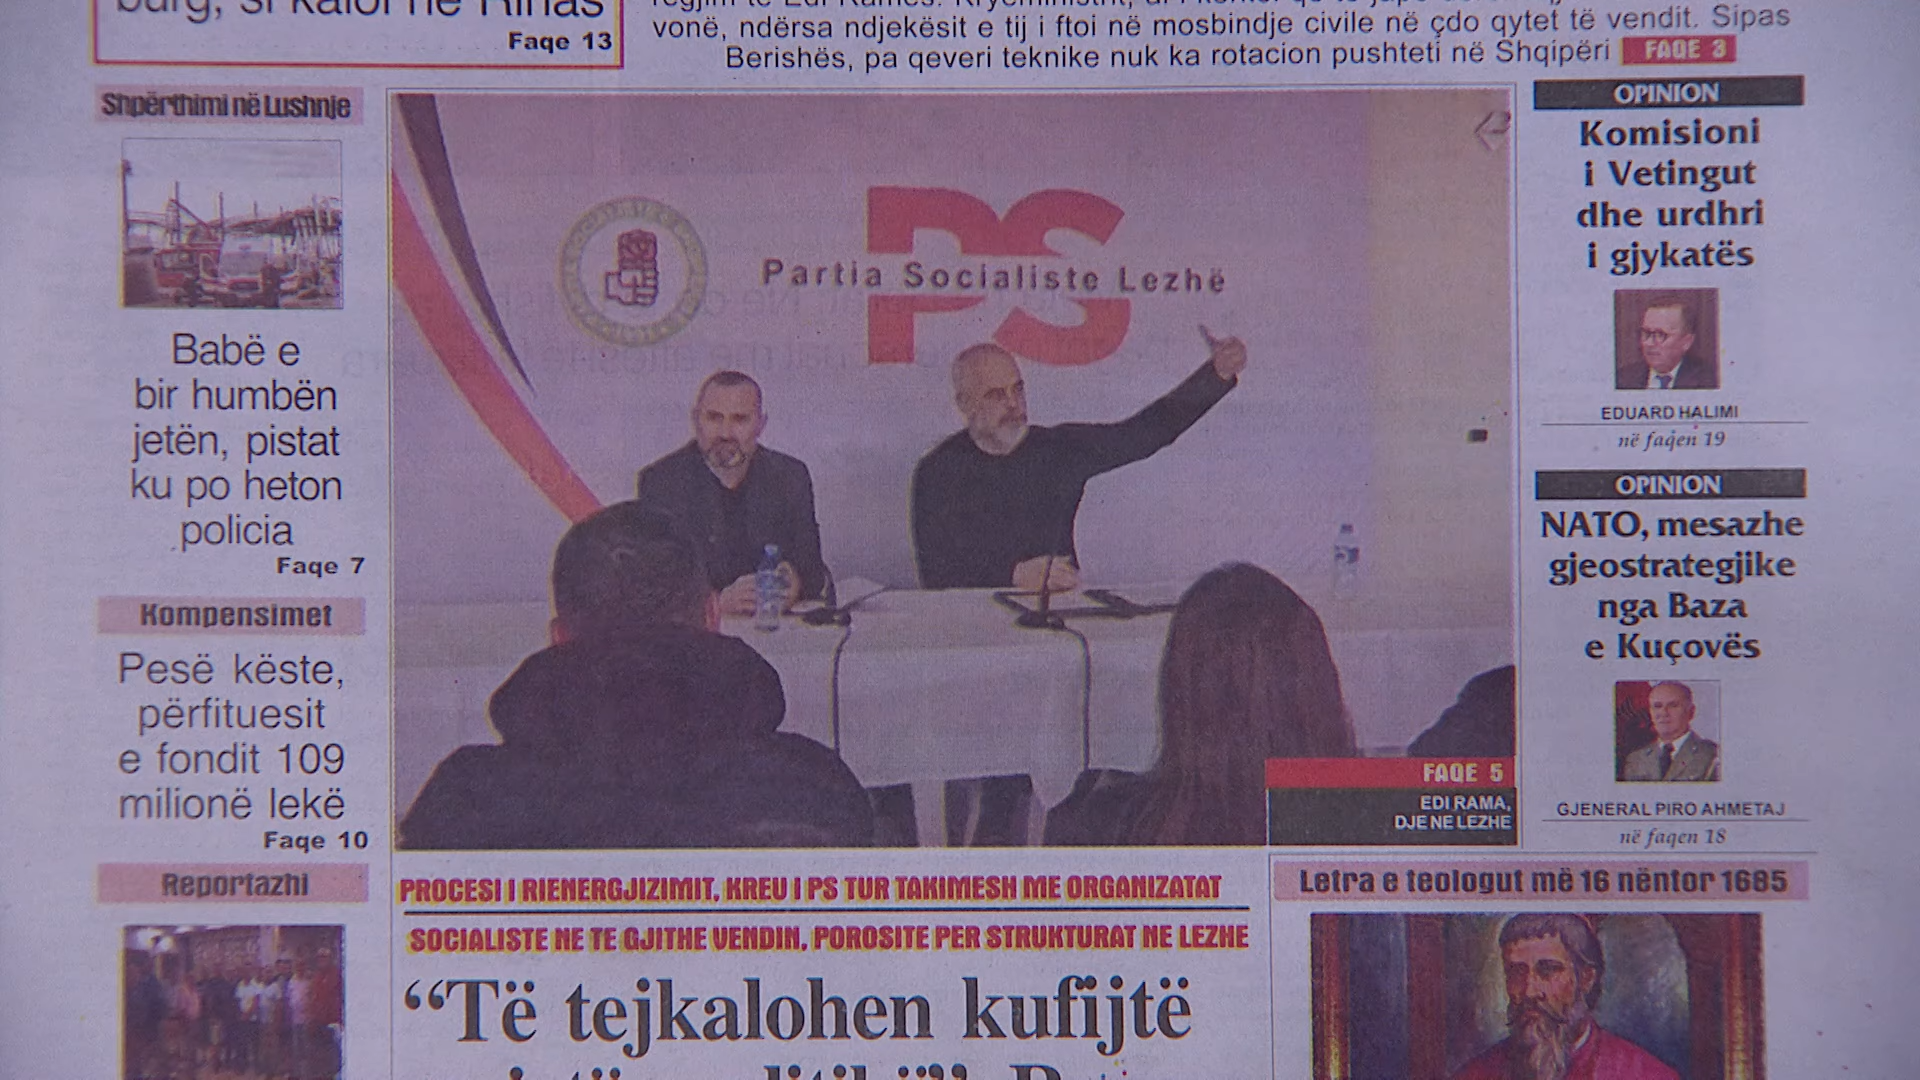 Faqe 13
vonë, ndërsa ndjekësit e tij i ftoi në mosbindje civile në çdo qytet të vendit. Sipas
Berishës, pa qeveri teknike nuk ka rotacion pushteti në Shqipëri FAQE 3
Shpërthimi në Lushnje
Babë e
bir humbën
jetën, pistat
ku po heton
policia
Faqe 7
Kompensimet
Pesë këste,
përfituesit
e fondit 109
milionë lekë
Faqe 10
Reportazhi
PS
Partia Socialiste Lezhë
FAQE 5
EDI RAMA,
DJE NE LEZHE
PROCESI I RIENERGJIZIMIT, KREU I PS TUR TAKIMESH ME ORGANIZATAT
SOCIALISTE NE TE GJITHE VENDIN, POROSITE PER STRUKTURAT NE LEZHE
“Të tejkalohen kufijtë
OPINION
Komisioni
i Vetingut
dhe urdhri
i gjykatës
EDUARD HALIMI
në faqen 19
OPINION
NATO, mesazhe
gjeostrategjike
nga Baza
e Kuçovës
GJENERAL PIRO AHMETAJ
në faqen 18
Letra e teologut më 16 nëntor 1685